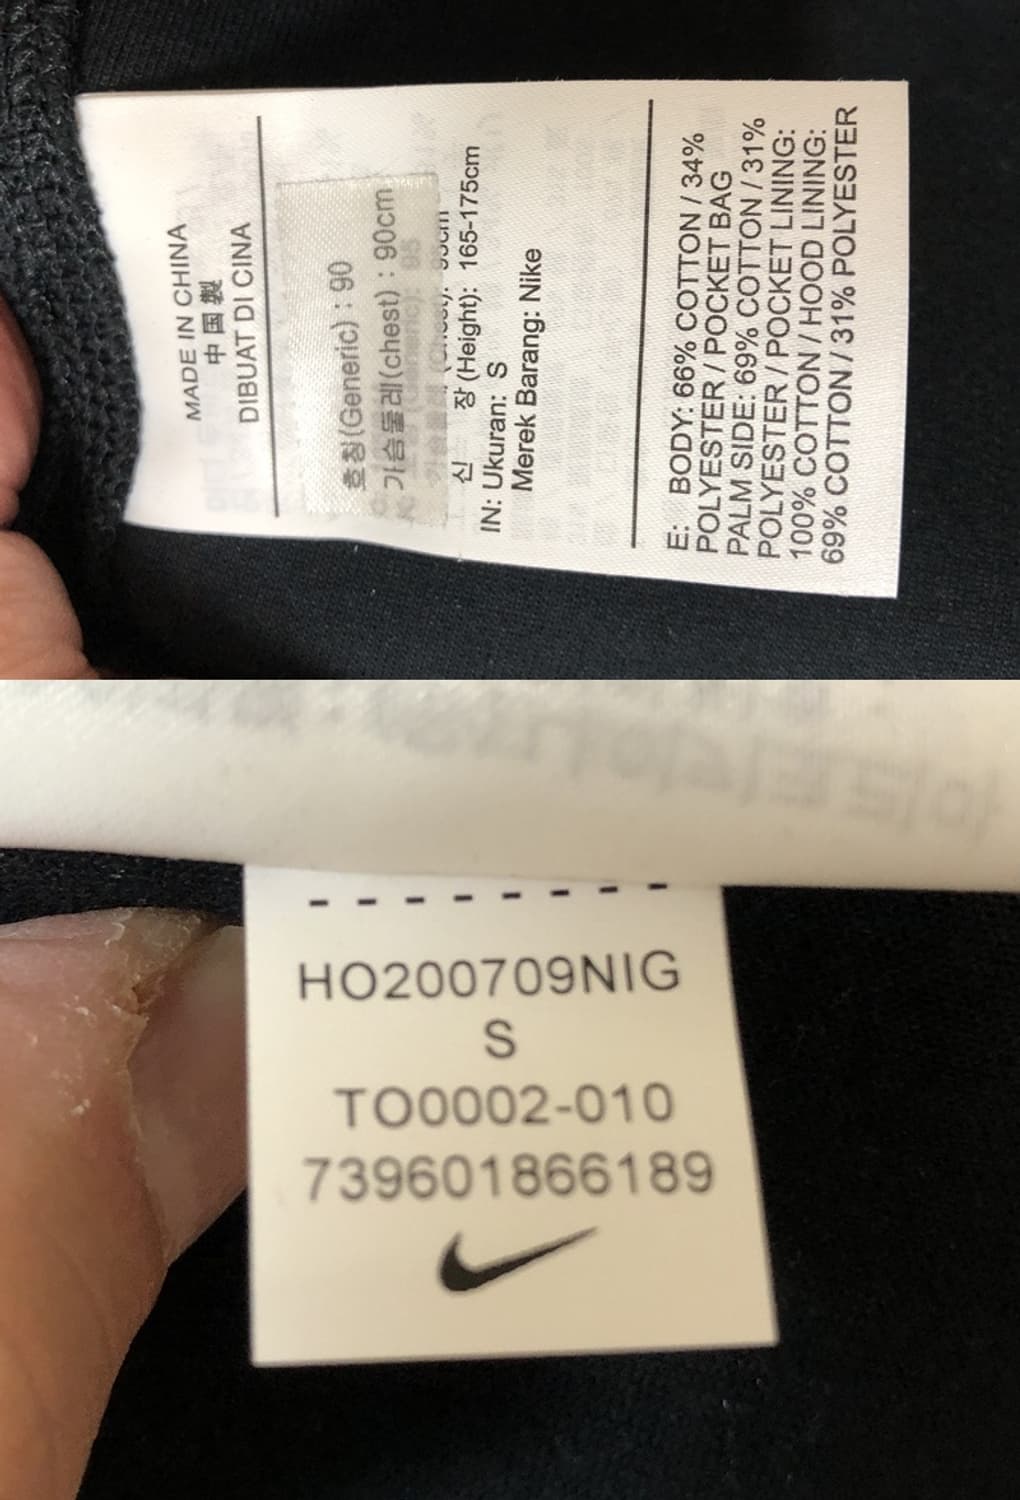 MADE IN CHINA
中国製
DIBUAT DI CINA
호칭(Generic) : 90
가슴둘레(chest) : 90cm
신 장 (Height): 165-175cm
IN: Ukuran: S
Merek Barang: Nike
E: BODY: 66% COTTON / 34%
POLYESTER / POCKET BAG
PALM SIDE: 69% COTTON / 31%
POLYESTER / POCKET LINING:
100% COTTON / HOOD LINING:
69% COTTON / 31% POLYESTER
HO200709NIG
S
TO0002-010
739601866189